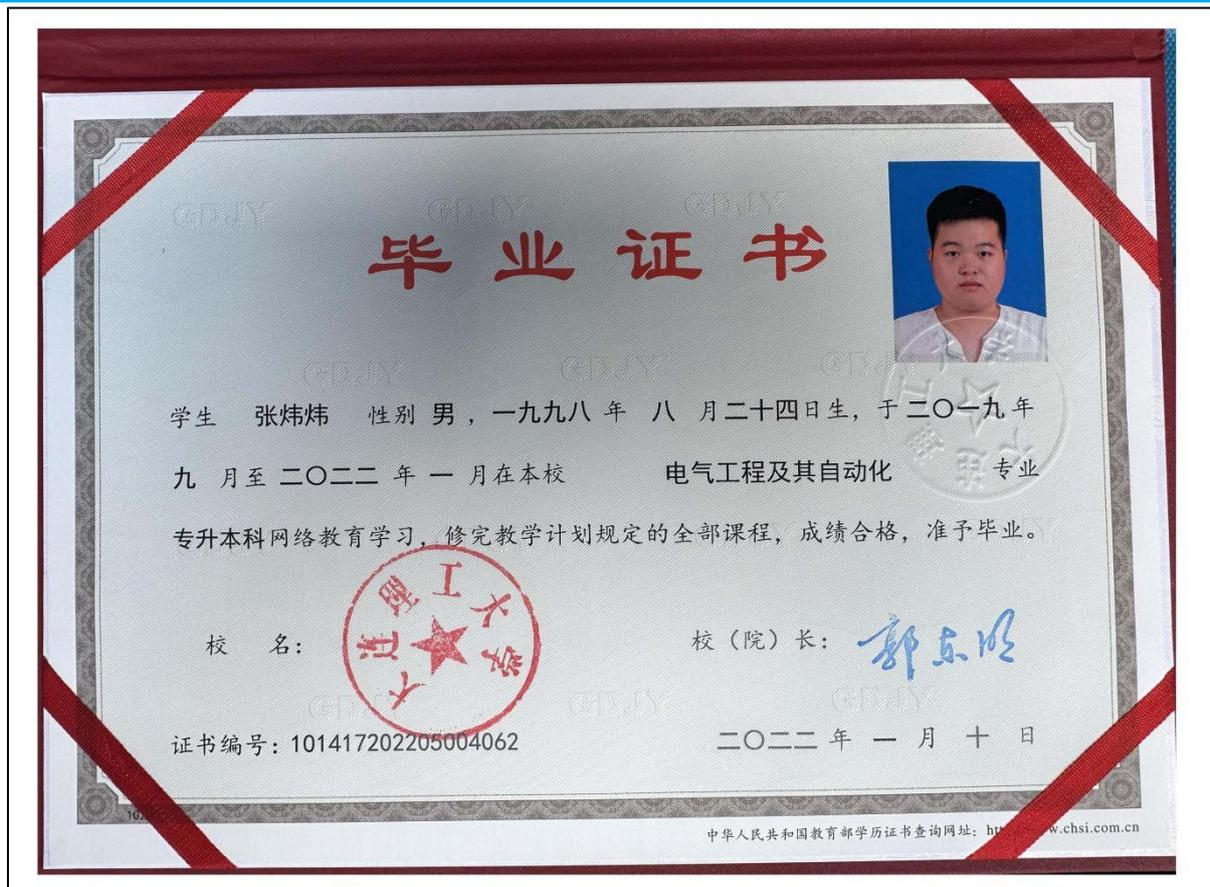 毕业证书
学生 张炜炜 性别 男，一九九八 年 八 月二十四日生，于 二〇一九 年
九 月至 二〇二二 年 一 月在本校 电气工程及其自动化 专业
专升本科网络教育学习，修完教学计划规定的全部课程，成绩合格，准予毕业。
校 名：
大连理工大学
校（院）长：
郭东明
证书编号：101417202205004062
二〇二二 年 一 月 十 日
中华人民共和国教育部学历证书查询网址：
w.chsi.com.cn